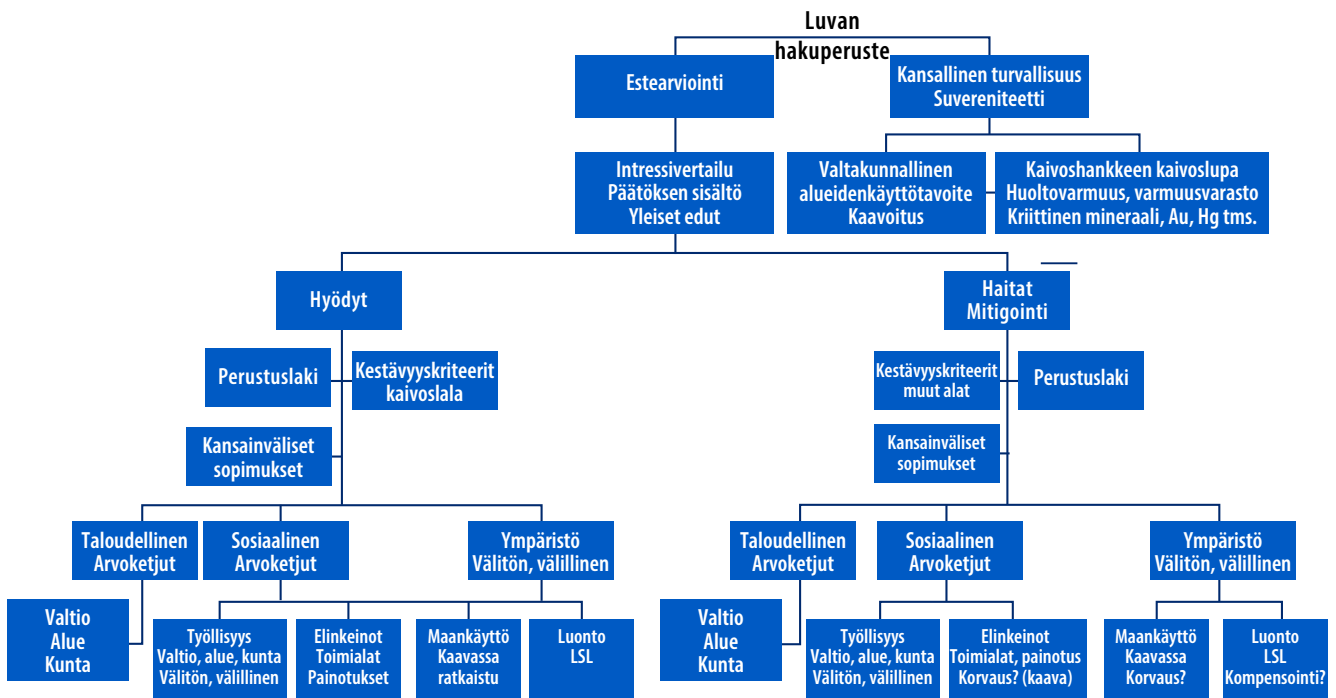 Luvan
hakuperuste
Estearviointi
Kansallinen turvallisuus
Suvereniteetti
Intressivertailu
Päätöksen sisältö
Yleiset edut
Valtakunnallinen
alueidenkäyttötavoite
Kaavoitus
Kaivoshankkeen kaivoslupa
Huoltovarmuus, varmuusvarasto
Kriittinen mineraali, Au, Hg tms.
Hyödyt
Haitat
Mitigointi
Perustuslaki
Kestävyyskriteerit
kaivoslala
Kestävyyskriteerit
muut alat
Perustuslaki
Kansainväliset
sopimukset
Kansainväliset
sopimukset
Taloudellinen
Arvoketjut
Sosiaalinen
Arvoketjut
Ympäristö
Välitön, välillinen
Taloudellinen
Arvoketjut
Sosiaalinen
Arvoketjut
Ympäristö
Välitön, välillinen
Valtio
Alue
Kunta
Työllisyys
Valtio, alue, kunta
Välitön, välillinen
Elinkeinot
Toimialat
Painotukset
Maankäyttö
Kaavassa
ratkaistu
Luonto
LSL
Valtio
Alue
Kunta
Työllisyys
Valtio, alue, kunta
Välitön, välillinen
Elinkeinot
Toimialat, painotus
Korvaus? (kaava)
Maankäyttö
Kaavassa
Korvaus?
Luonto
LSL
Kompensointi?